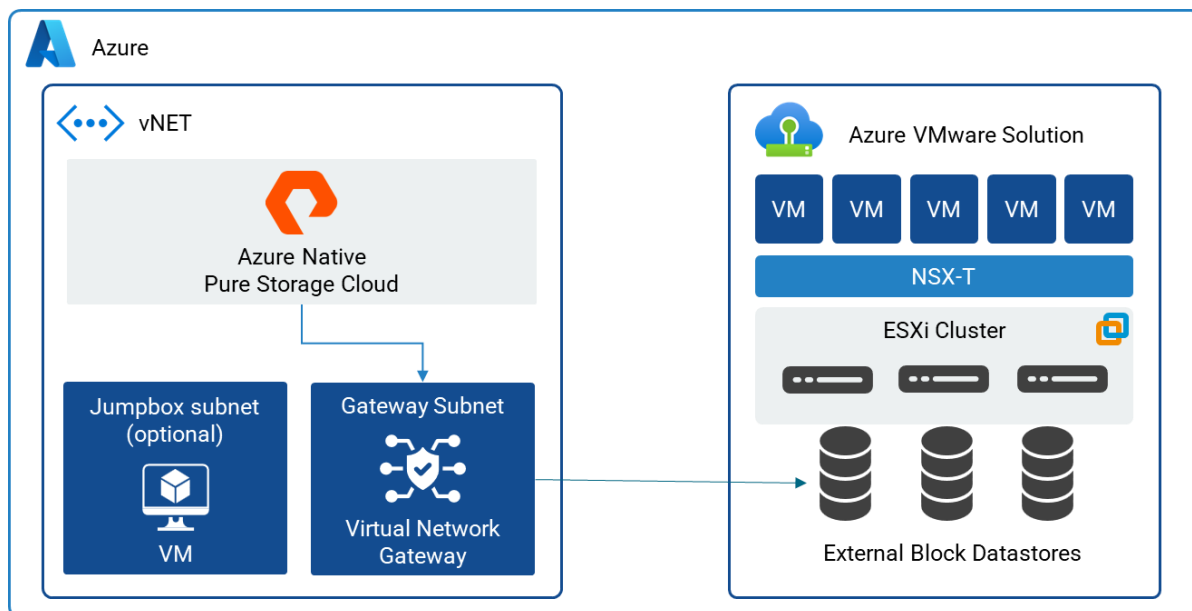 Azure
vNET
Azure Native
Pure Storage Cloud
Jumpbox subnet
(optional)
VM
Gateway Subnet
Virtual Network
Gateway
Azure VMware Solution
VM VM VM VM VM
NSX-T
ESXi Cluster
External Block Datastores